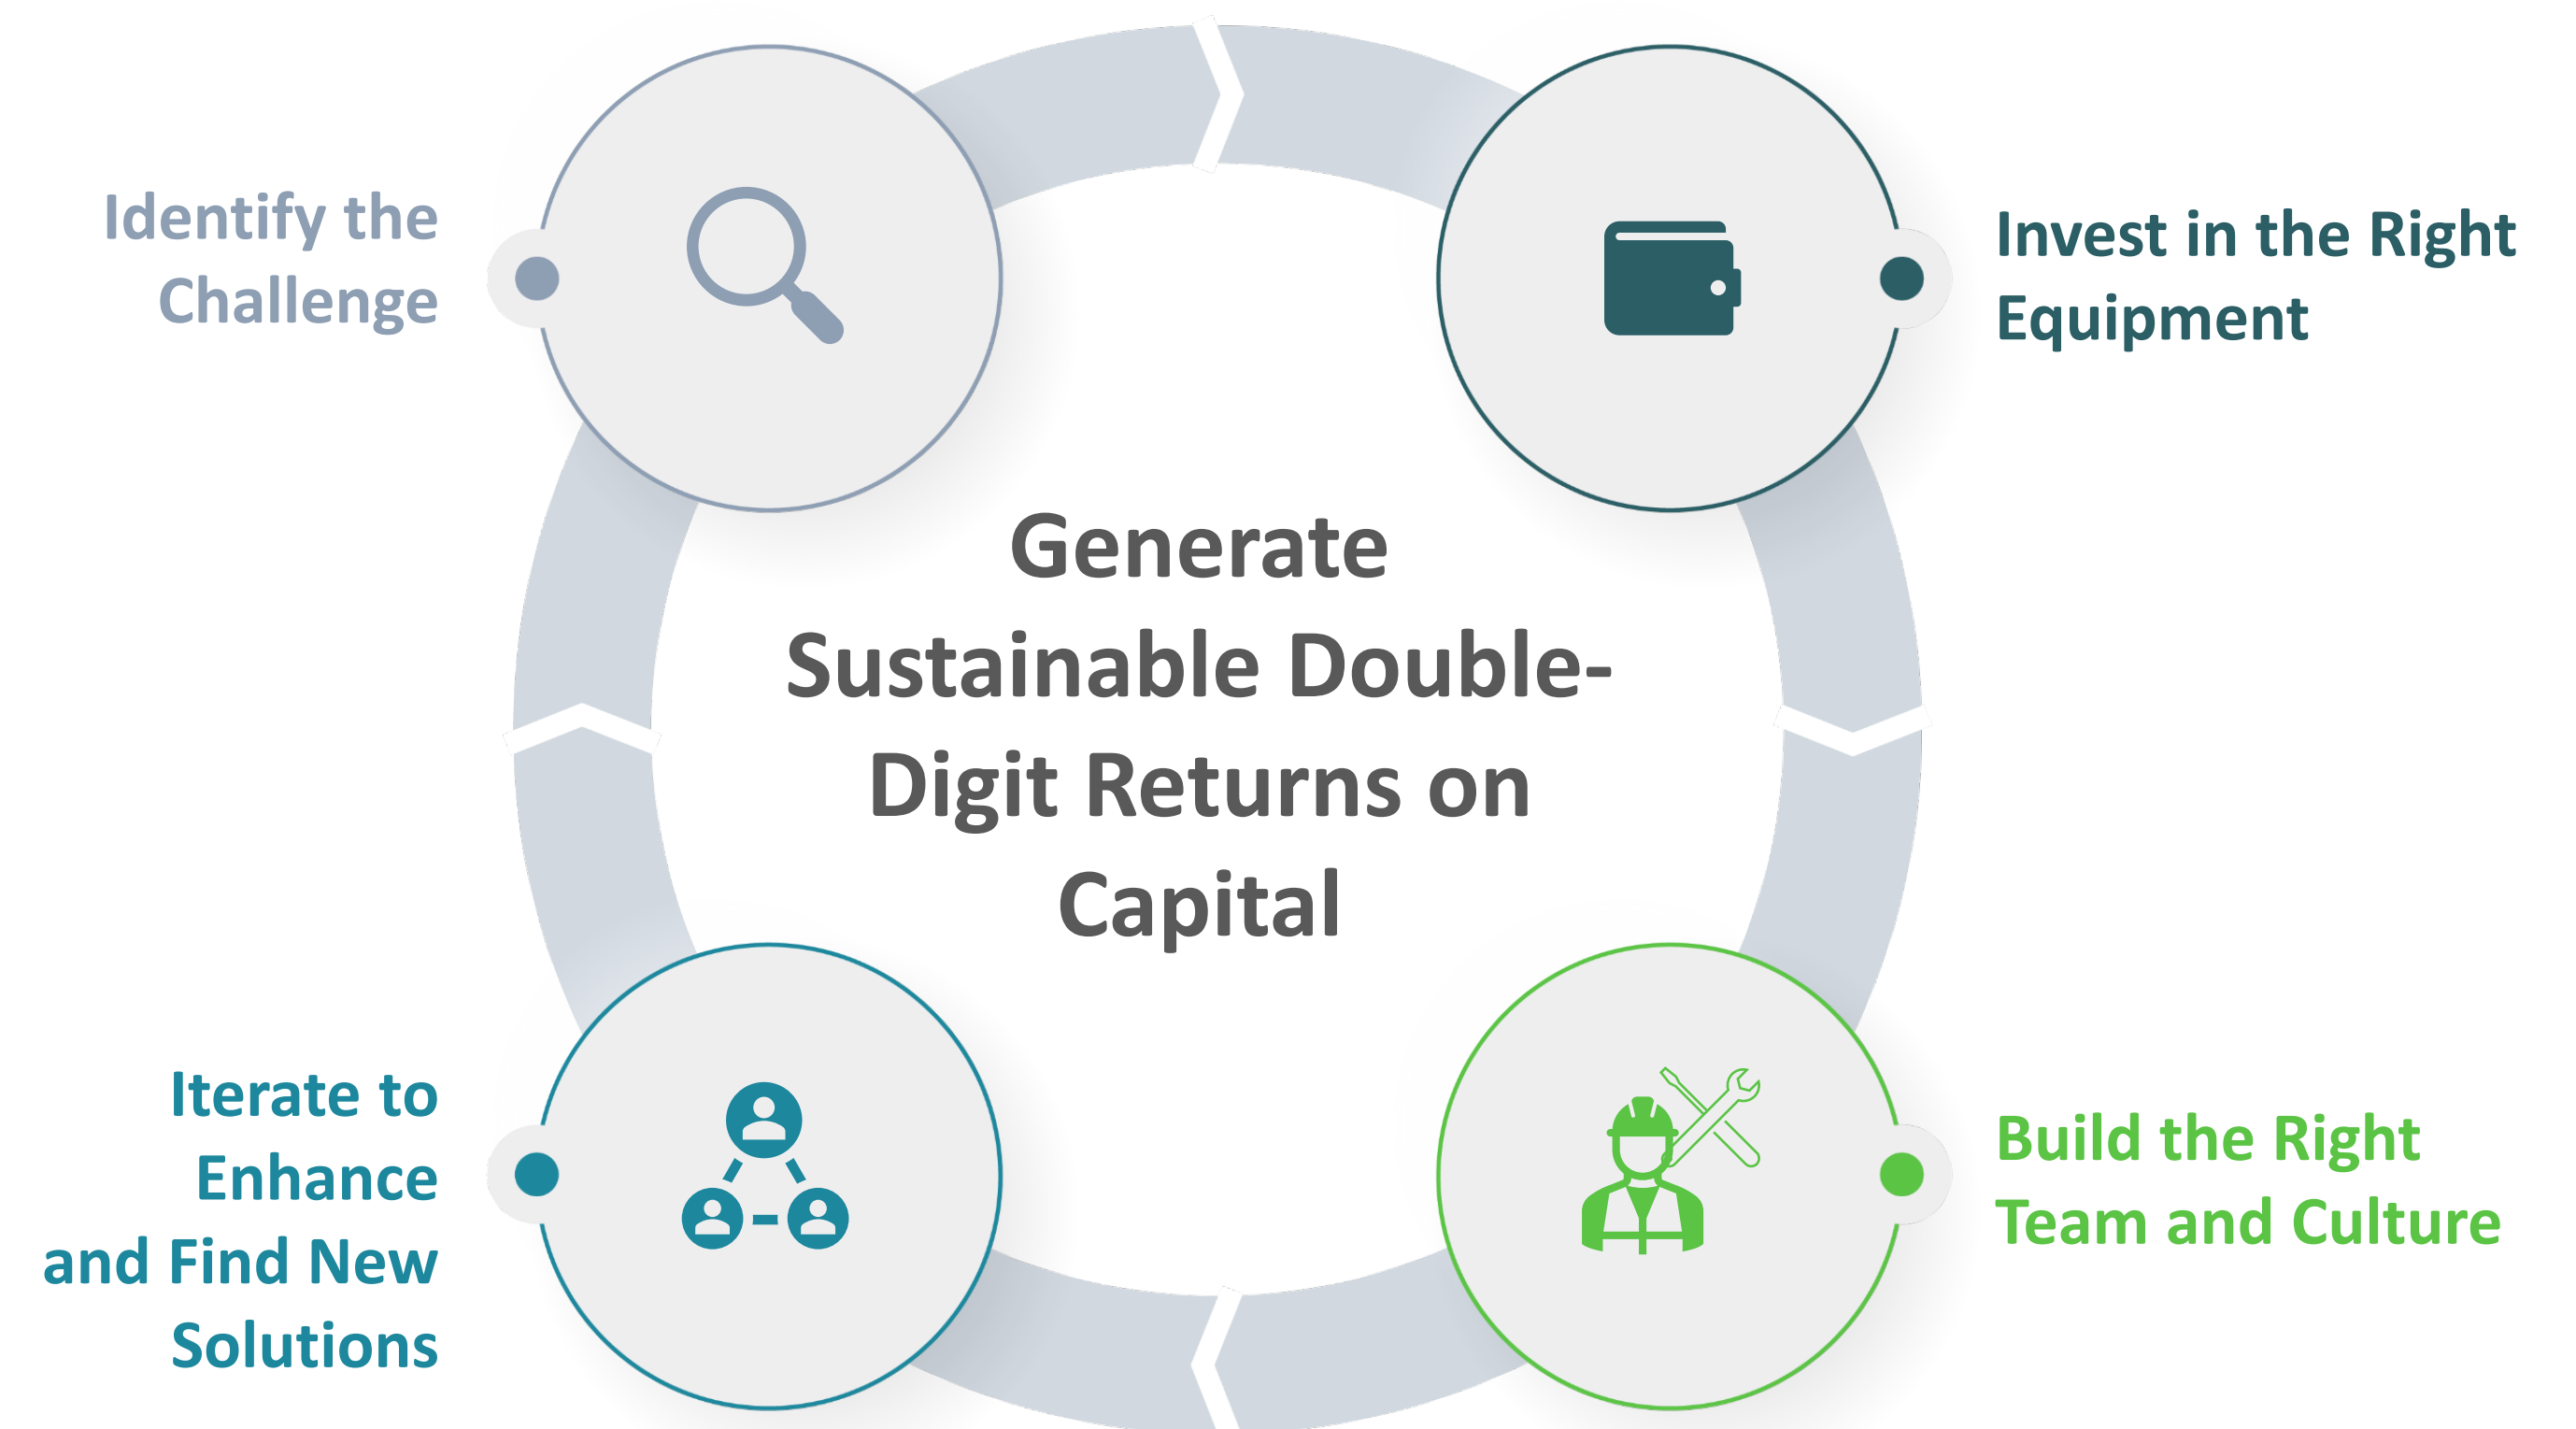 Identify the
Challenge
Invest in the Right
Equipment
Generate
Sustainable Double-
Digit Returns on
Capital
Iterate to
Enhance
and Find New
Solutions
Build the Right
Team and Culture